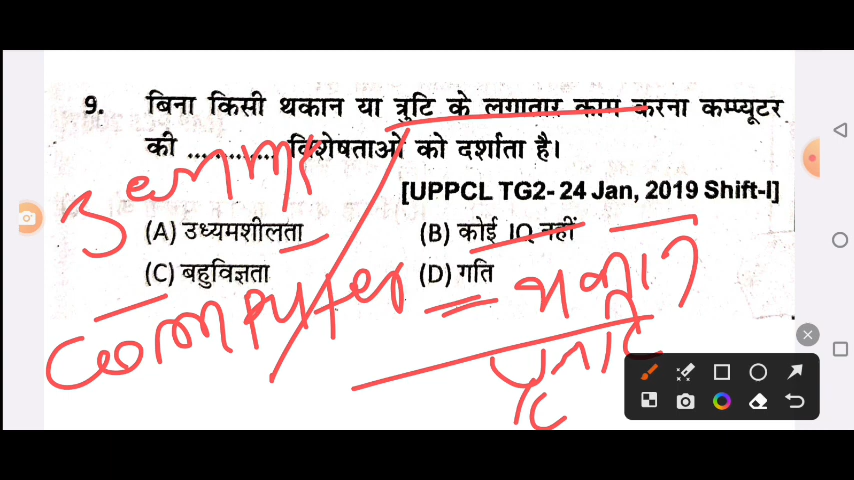 9. बिना किसी थकान या त्रुटि के लगातार काम करना कम्प्यूटर
की ............ विशेषताओं को दर्शाता है।
[UPPCL TG2- 24 Jan, 2019 Shift-I]
(A) उध्यमशीलता (B) कोई IQ नहीं
(C) बहुविज्ञता (D) गति
computer = थकान